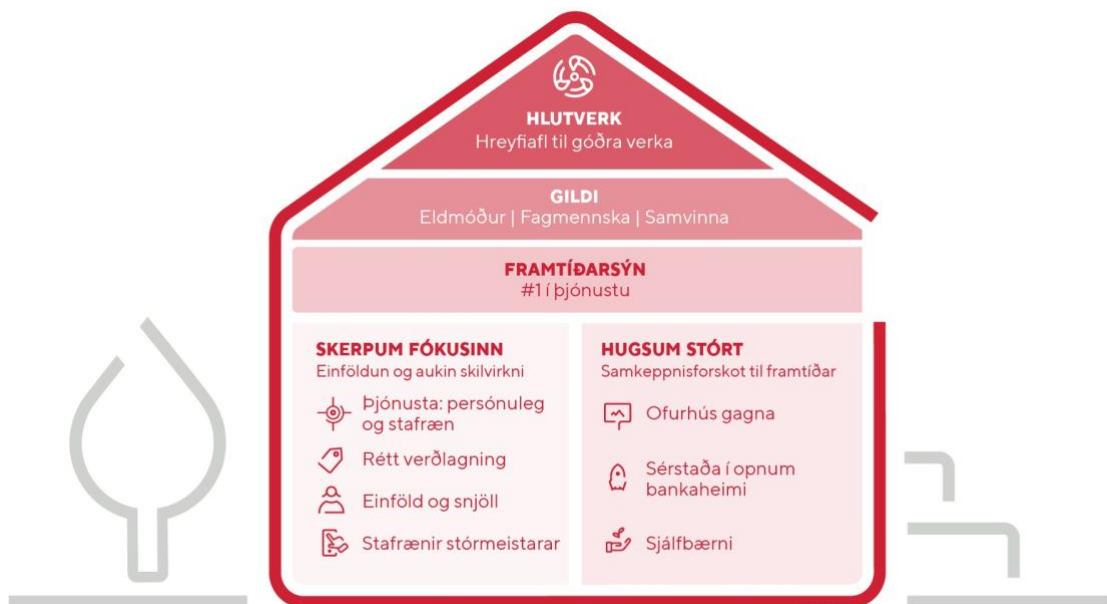 HLUTVERK
Hreyfiafl til góðra verka
GILDI
Eldmóður | Fagmennska | Samvinna
FRAMTÍÐARSÝN
#1 í þjónustu
SKERPUM FÓKUSINN
Einföldun og aukin skilvirkni
Þjónusta: persónuleg
og stafræn
Rétt verðlagning
Einföld og snjöll
Stafrænir stórmeistarar
HUGSUM STÓRT
Samkeppnisforskot til framtíðar
Ofurhús gagna
Sérstaða í opnum
bankaheimi
Sjálfbærni